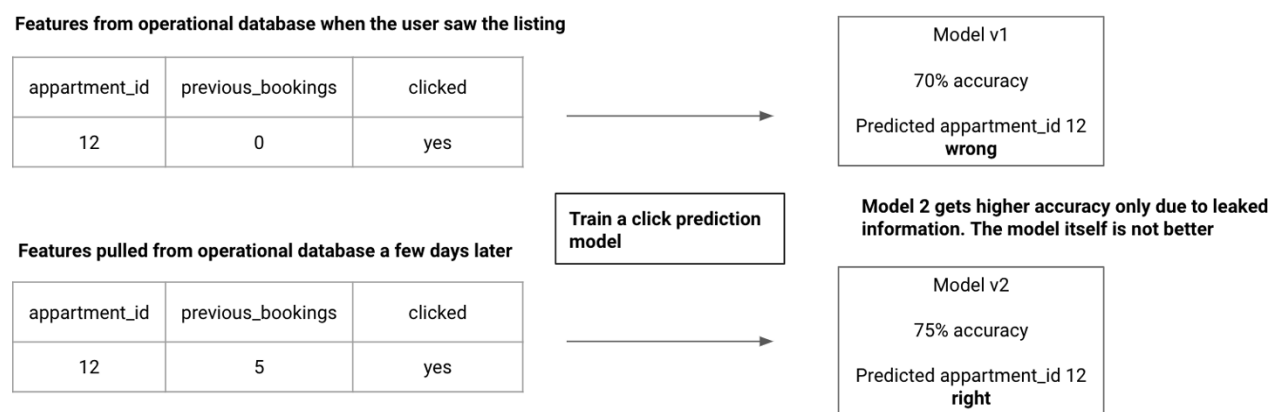 Features from operational database when the user saw the listing
appartment_id previous_bookings clicked
12 0 yes
Model v1
70% accuracy
Predicted appartment_id 12
wrong
Train a click prediction
model
Model 2 gets higher accuracy only due to leaked
information. The model itself is not better
Features pulled from operational database a few days later
appartment_id previous_bookings clicked
12 5 yes
Model v2
75% accuracy
Predicted appartment_id 12
right